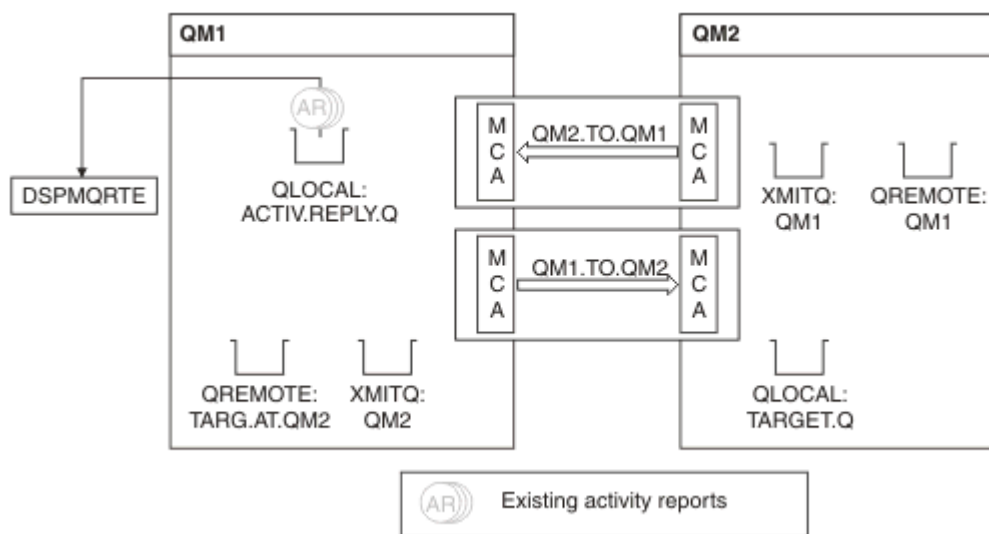 QM1
QM2
AR
M
C
A
QM2.TO.QM1
M
C
A
DSPMQRTE
QLOCAL:
ACTIV.REPLY.Q
XMITQ:
QM1
QREMOTE:
QM1
M
C
A
QM1.TO.QM2
M
C
A
QREMOTE:
TARG.AT.QM2
XMITQ:
QM2
QLOCAL:
TARGET.Q
AR
Existing activity reports